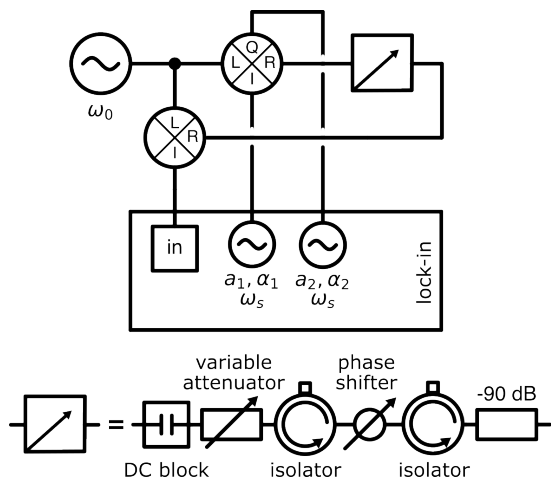 Q
L R
I
ω₀
L
R
I
in
a₁, α₁
ωₛ
a₂, α₂
ωₛ
lock-in
=
variable
attenuator
phase
shifter
-90 dB
DC block
isolator
isolator